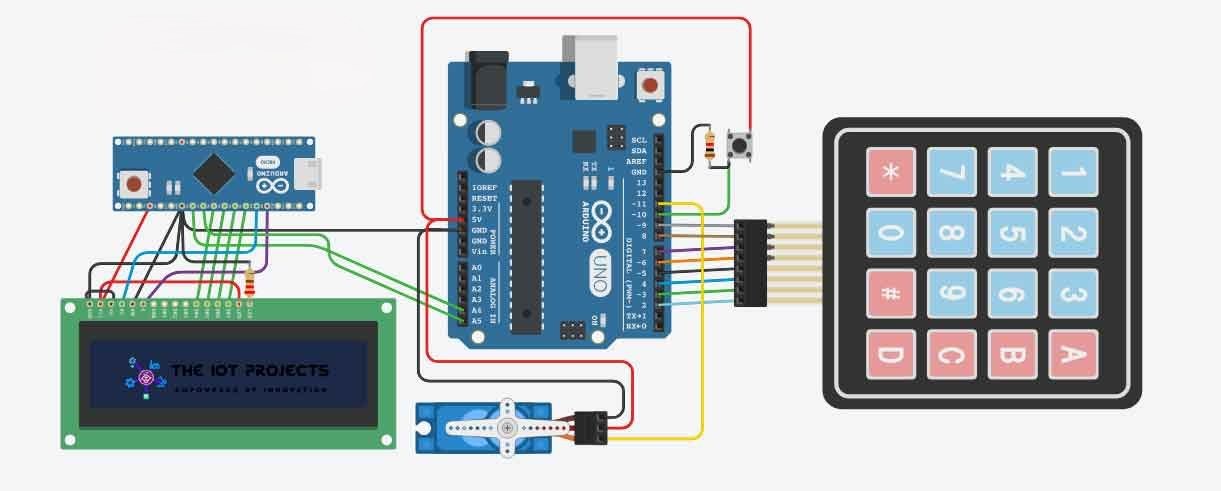 SCL
SDA
AREF
GND
13
12
~11
~10
~9
8
7
~6
~5
4
~3
2
TX→1
RX←0
DIGITAL (PWM~)
IOREF
RESET
3.3V
5V
GND
GND
Vin
POWER
A0
A1
A2
A3
A4
A5
ANALOG IN
TX
RX
L
ARDUINO
UNO
ON
ARDUINO
MICRO
THE IOT PROJECTS
EMPOWERED BY INNOVATION
* 7 4 1
0 8 5 2
# 9 6 3
D C B A